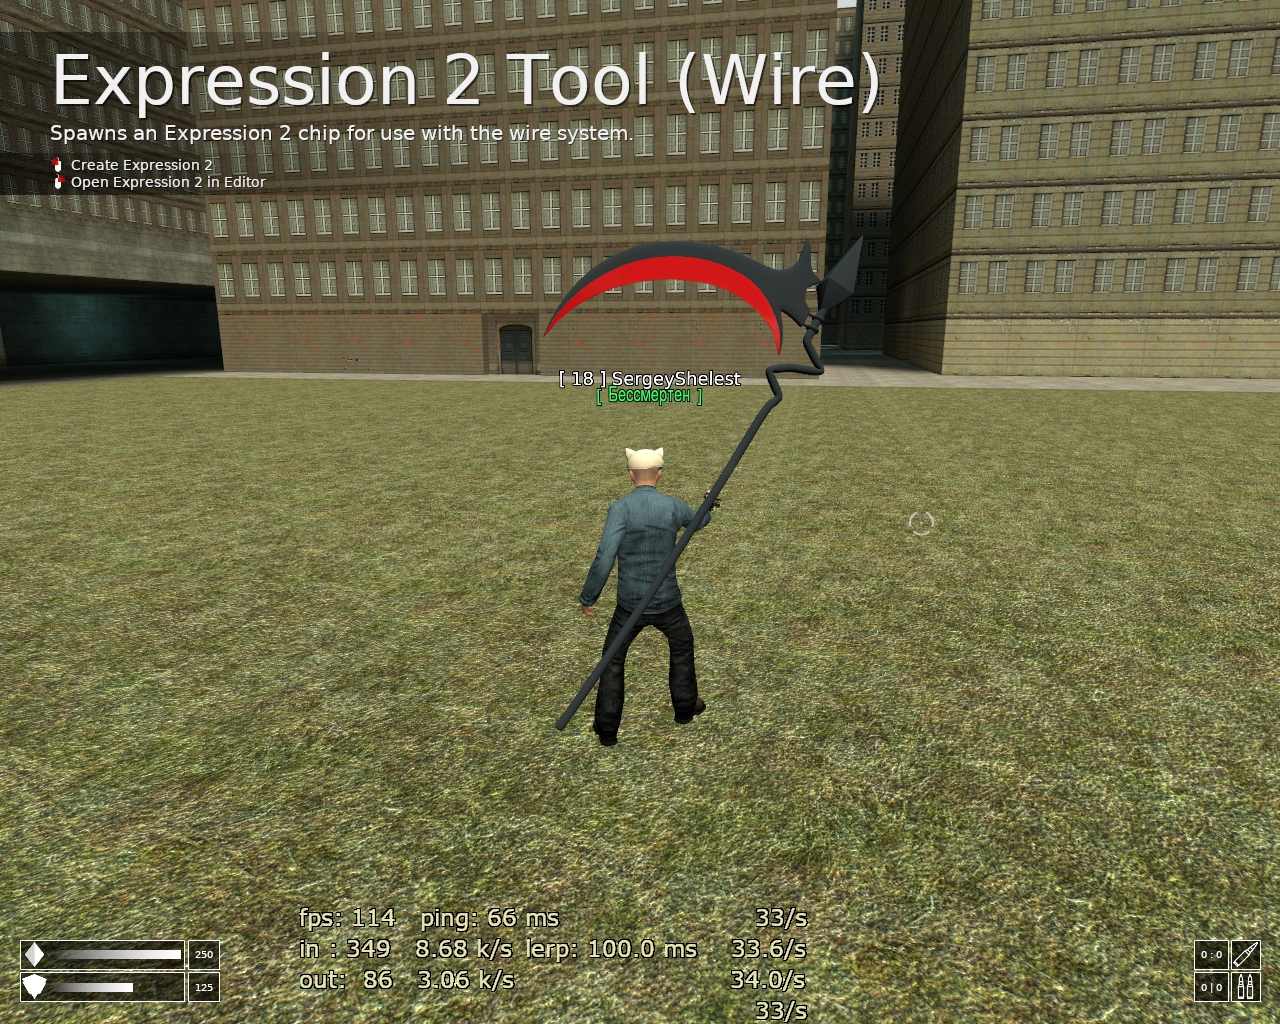 Expression 2 Tool (Wire)
Spawns an Expression 2 chip for use with the wire system.
Create Expression 2
Open Expression 2 in Editor
[ 18 ] SergeyShelest
[ Бессмертен ]
fps: 114 ping: 66 ms 33/s
in : 349 8.68 k/s lerp: 100.0 ms 33.6/s
out: 86 3.06 k/s 34.0/s
33/s
250
125
0:0
0|0